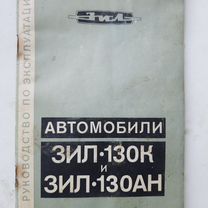 ЗИЛ
РУКОВОДСТВО ПО ЭКСПЛУАТАЦИИ
АВТОМОБИЛИ
ЗИЛ·130К
и
ЗИЛ·130АН